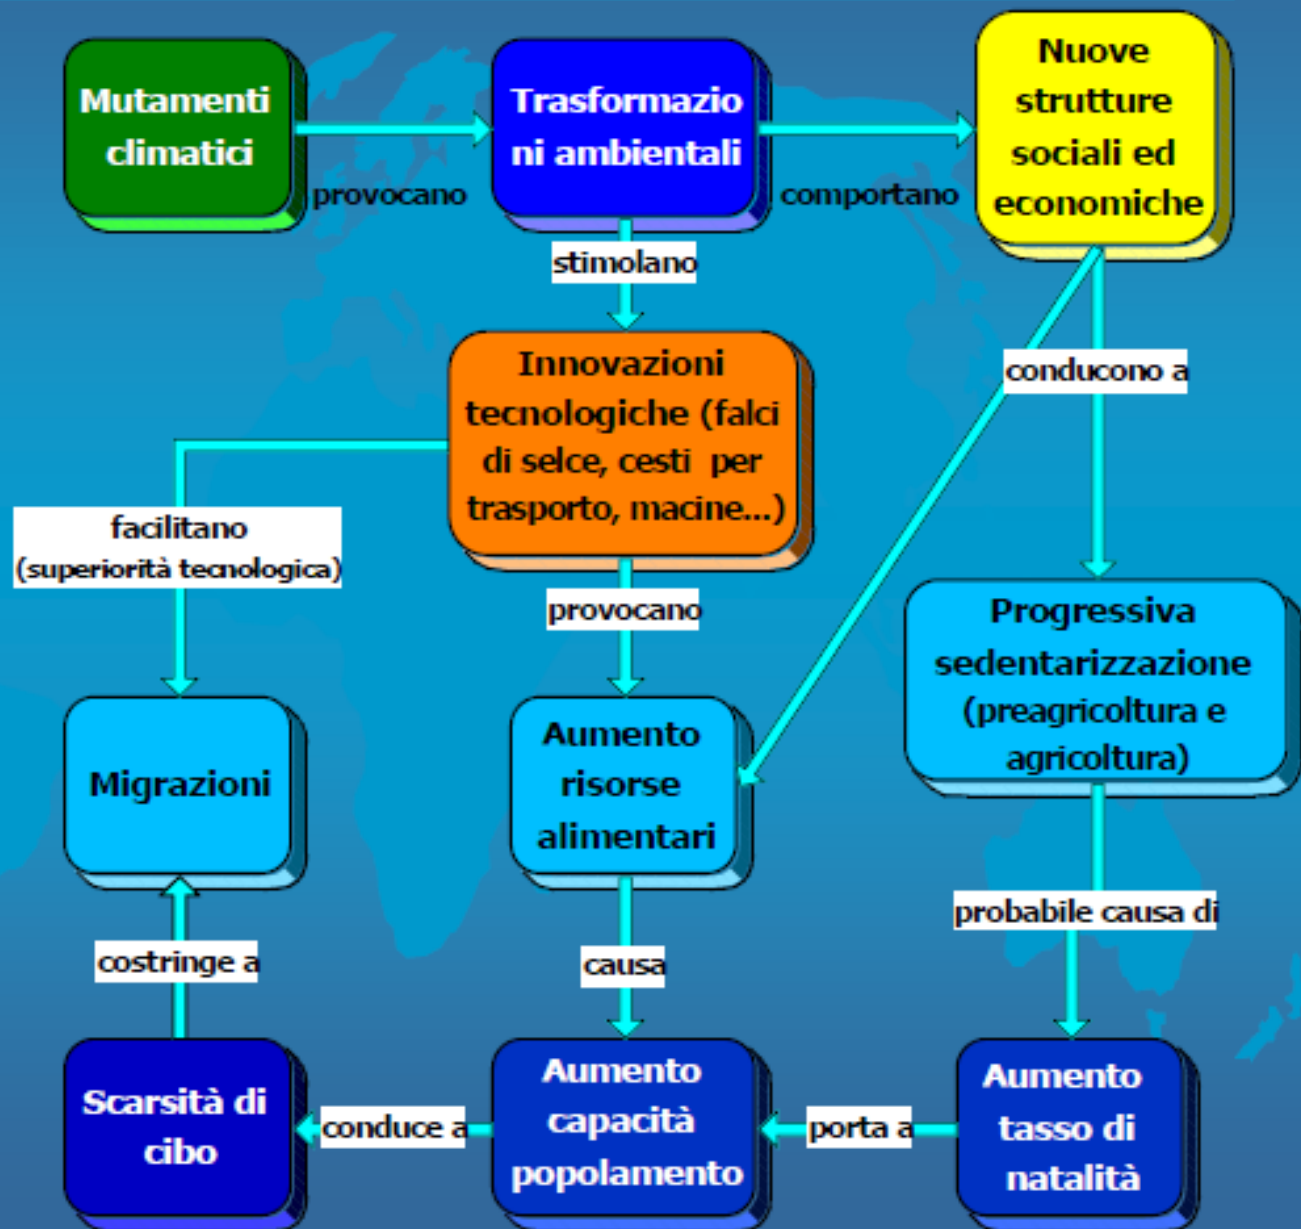 Mutamenti
climatici
provocano
Trasformazio
ni ambientali
comportano
Nuove
strutture
sociali ed
economiche
stimolano
conducono a
Innovazioni
tecnologiche (falci
di selce, cesti per
trasporto, macine...)
facilitano
(superiorità tecnologica)
provocano
Progressiva
sedentarizzazione
(preagricoltura e
agricoltura)
Migrazioni
Aumento
risorse
alimentari
probabile causa di
costringe a
causa
Scarsità di
cibo
conduce a
Aumento
capacità
popolamento
porta a
Aumento
tasso di
natalità